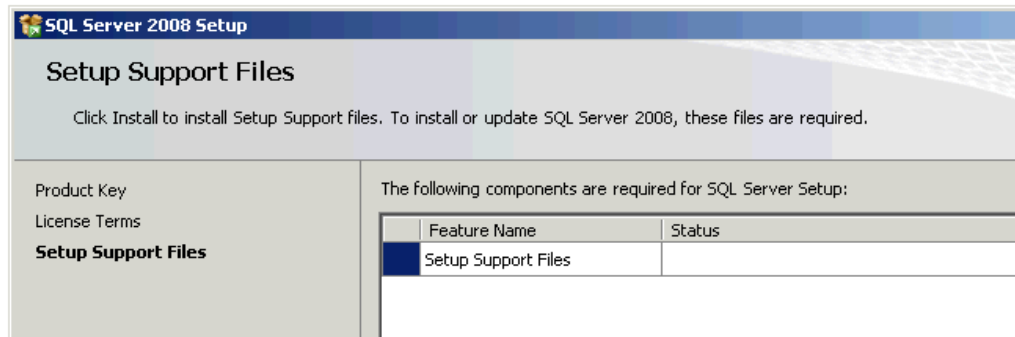 SQL Server 2008 Setup
Setup Support Files
Click Install to install Setup Support files. To install or update SQL Server 2008, these files are required.
Product Key
License Terms
Setup Support Files
The following components are required for SQL Server Setup:
Feature Name Status
Setup Support Files